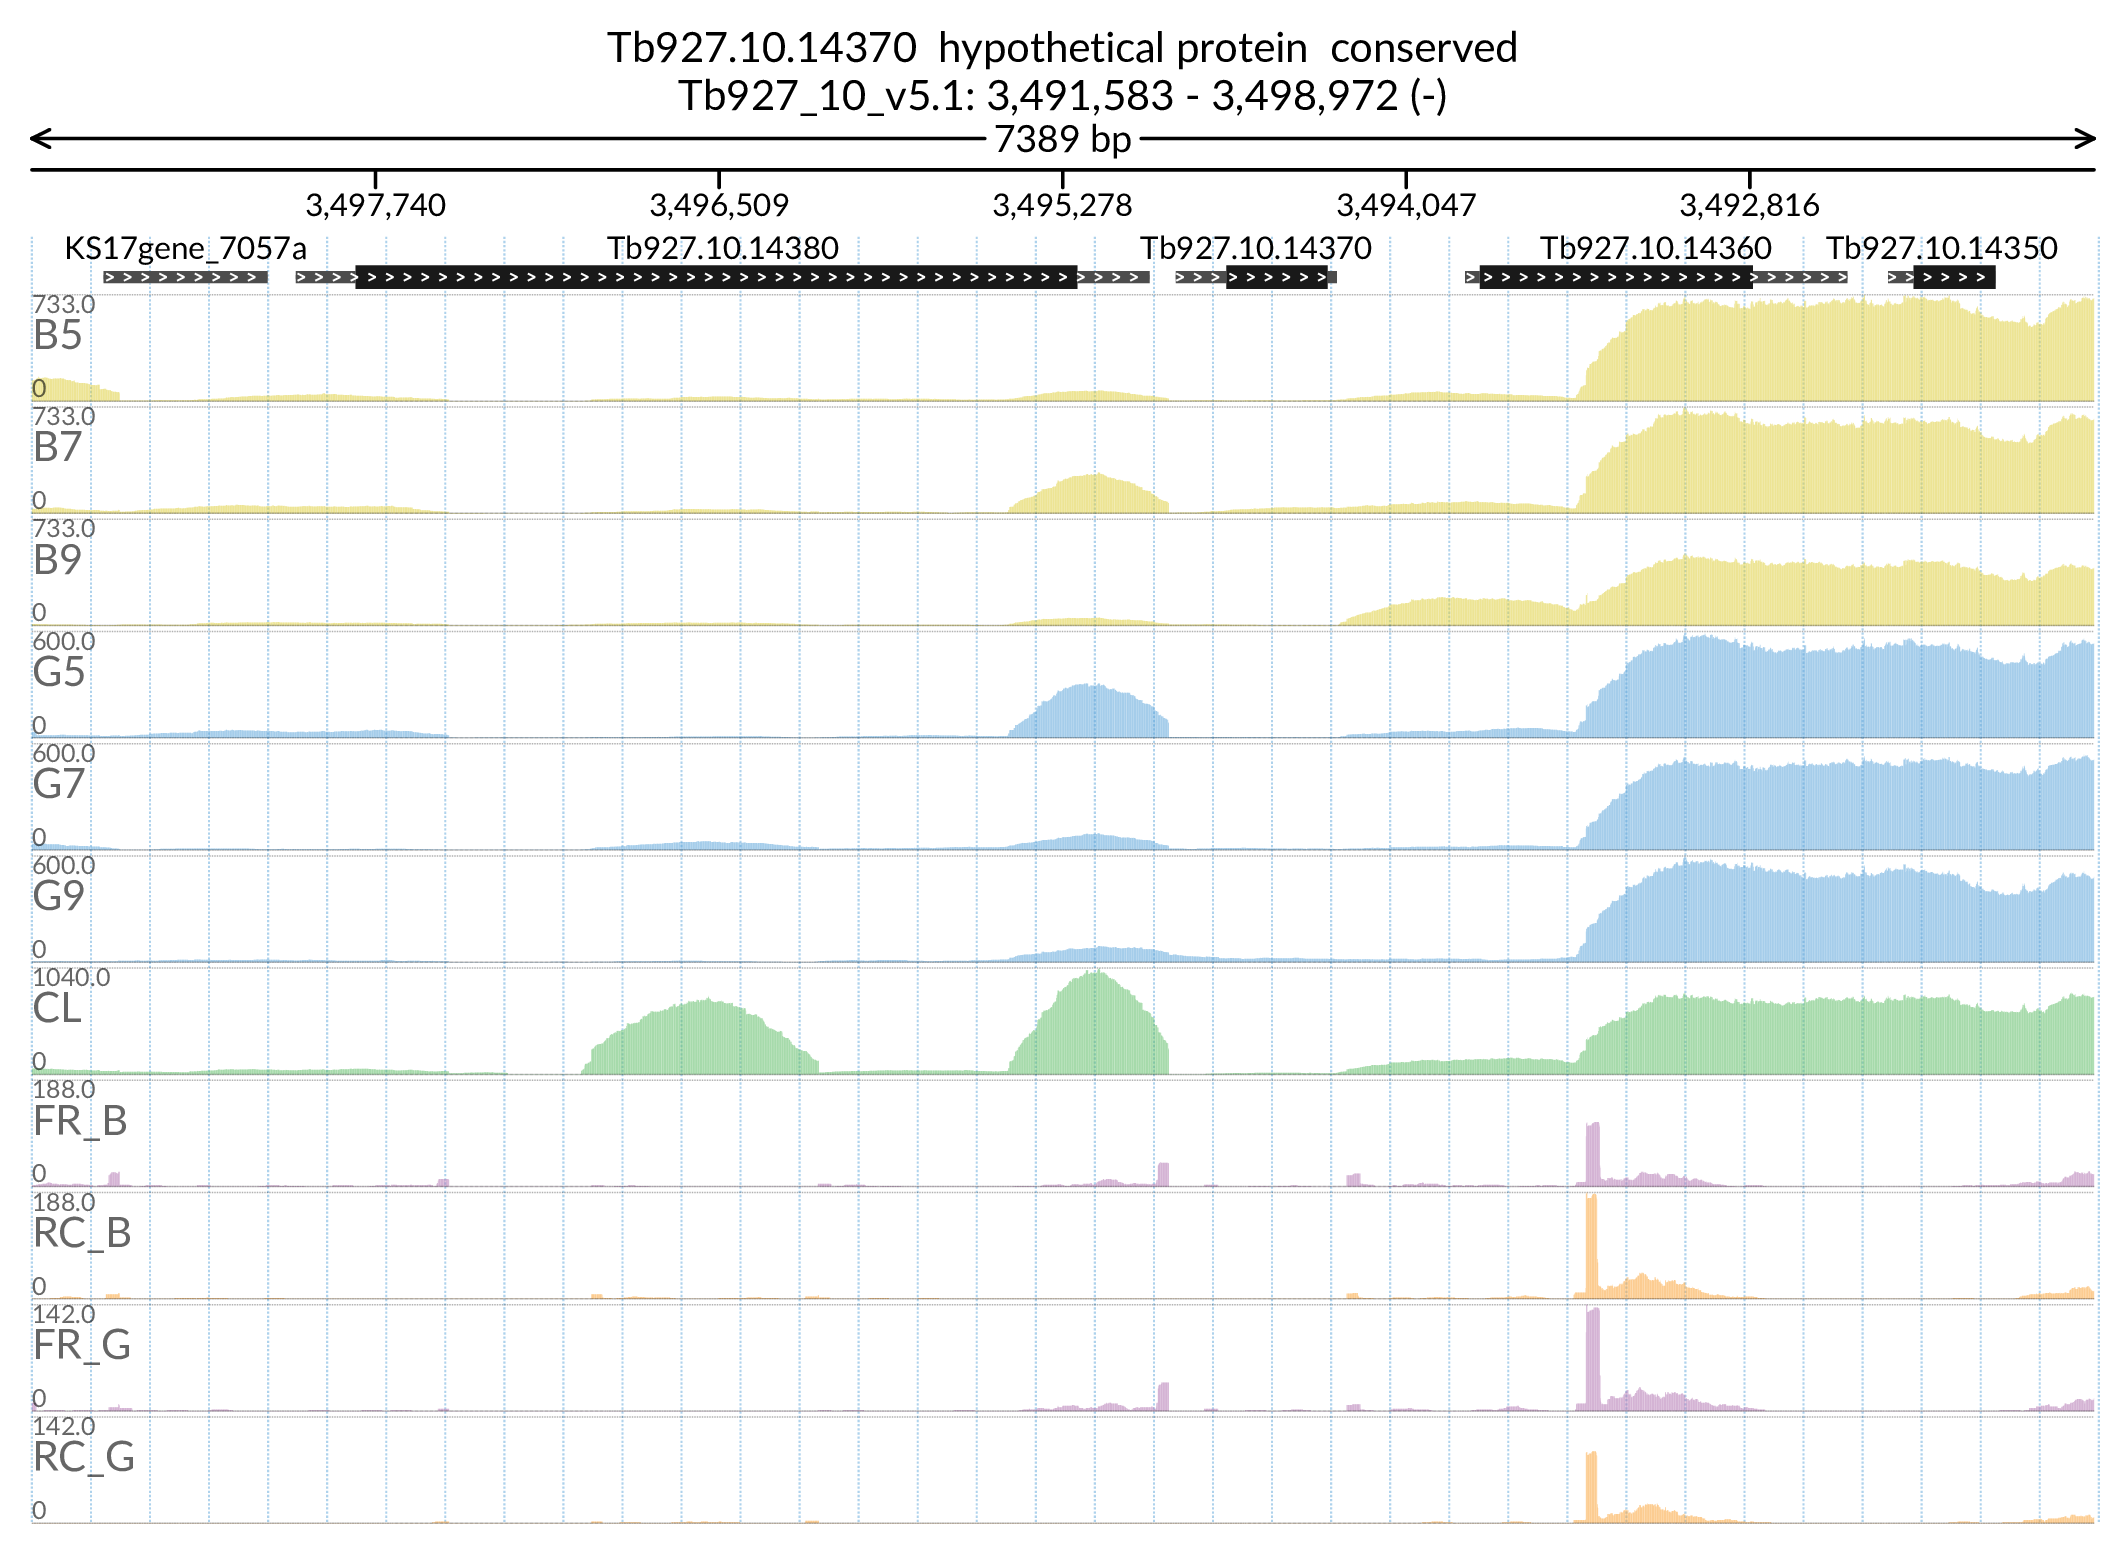 Tb927.10.14370  hypothetical protein  conserved
Tb927_10_v5.1: 3,491,583 - 3,498,972 (-)
7389 bp
3,497,740 3,496,509 3,495,278 3,494,047 3,492,816
KS17gene_7057a Tb927.10.14380 Tb927.10.14370 Tb927.10.14360 Tb927.10.14350
733.0
B5
0
733.0
B7
0
733.0
B9
0
600.0
G5
0
600.0
G7
0
600.0
G9
0
1040.0
CL
0
188.0
FR_B
0
188.0
RC_B
0
142.0
FR_G
0
142.0
RC_G
0